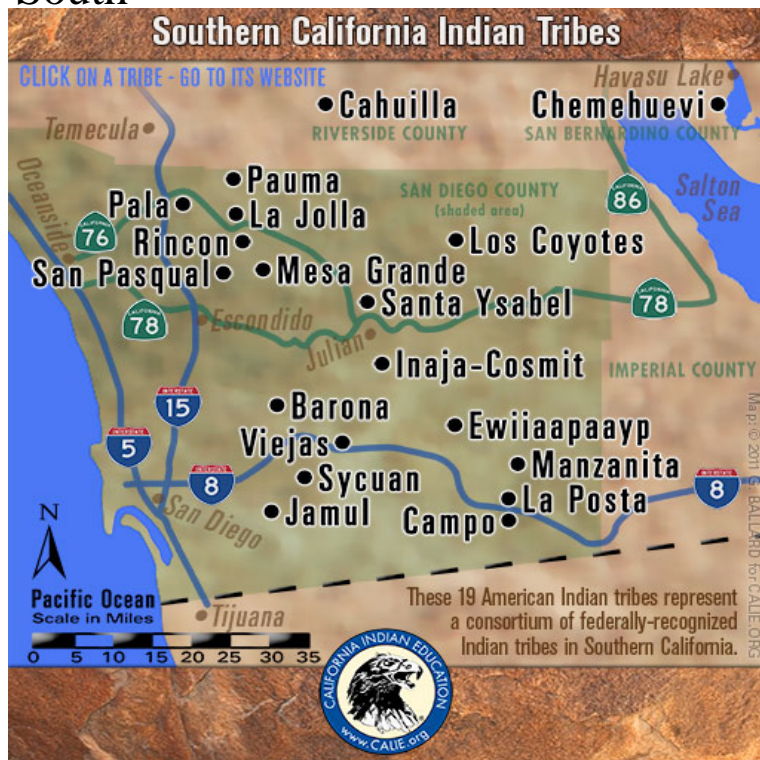 South
Southern California Indian Tribes
CLICK ON A TRIBE - GO TO ITS WEBSITE
Havasu Lake
Cahuilla
Chemehuevi
Temecula
RIVERSIDE COUNTY
SAN BERNARDINO COUNTY
Oceanside
Pauma
SAN DIEGO COUNTY
(shaded area)
CALIFORNIA
86
Salton
Sea
Pala
La Jolla
CALIFORNIA
76
Rincon
Los Coyotes
San Pasqual
Mesa Grande
Santa Ysabel
CALIFORNIA
78
CALIFORNIA
78
Escondido
Julian
Inaja-Cosmit
IMPERIAL COUNTY
INTERSTATE
15
Barona
Ewiiaapaayp
INTERSTATE
5
Viejas
Manzanita
INTERSTATE
8
Sycuan
La Posta
INTERSTATE
8
San Diego
Jamul
Campo
N
Map: © 2011 G. BALLARD for CALIE.ORG
Pacific Ocean
Scale in Miles
0 5 10 15 20 25 30 35
Tijuana
These 19 American Indian tribes represent
a consortium of federally-recognized
Indian tribes in Southern California.
CALIFORNIA INDIAN EDUCATION
www.CALIE.org